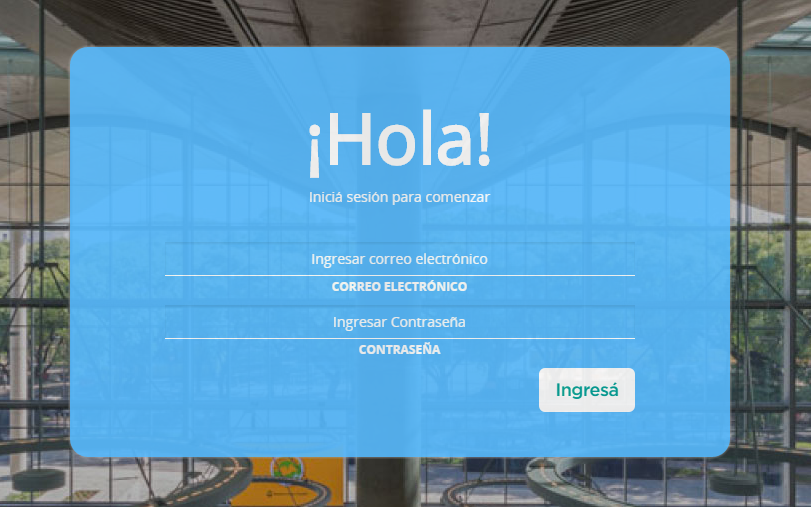 ¡Hola!
Iniciá sesión para comenzar
Ingresar correo electrónico
CORREO ELECTRÓNICO
Ingresar Contraseña
CONTRASEÑA
Ingresá